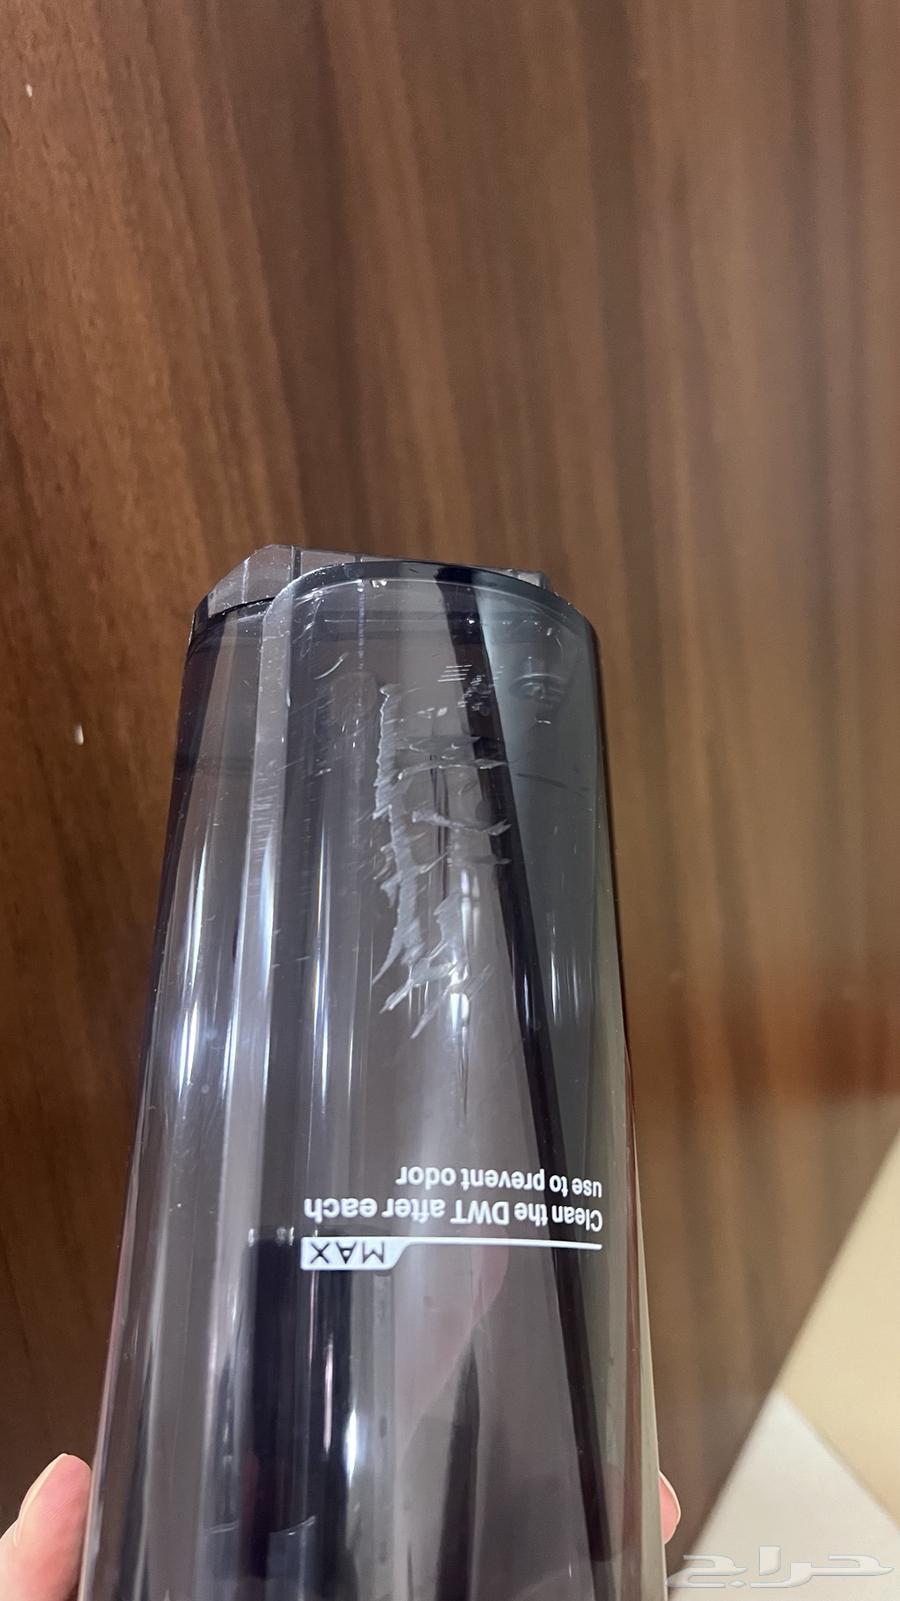 MAX
Clean the DWT after each
use to prevent odor
حراج